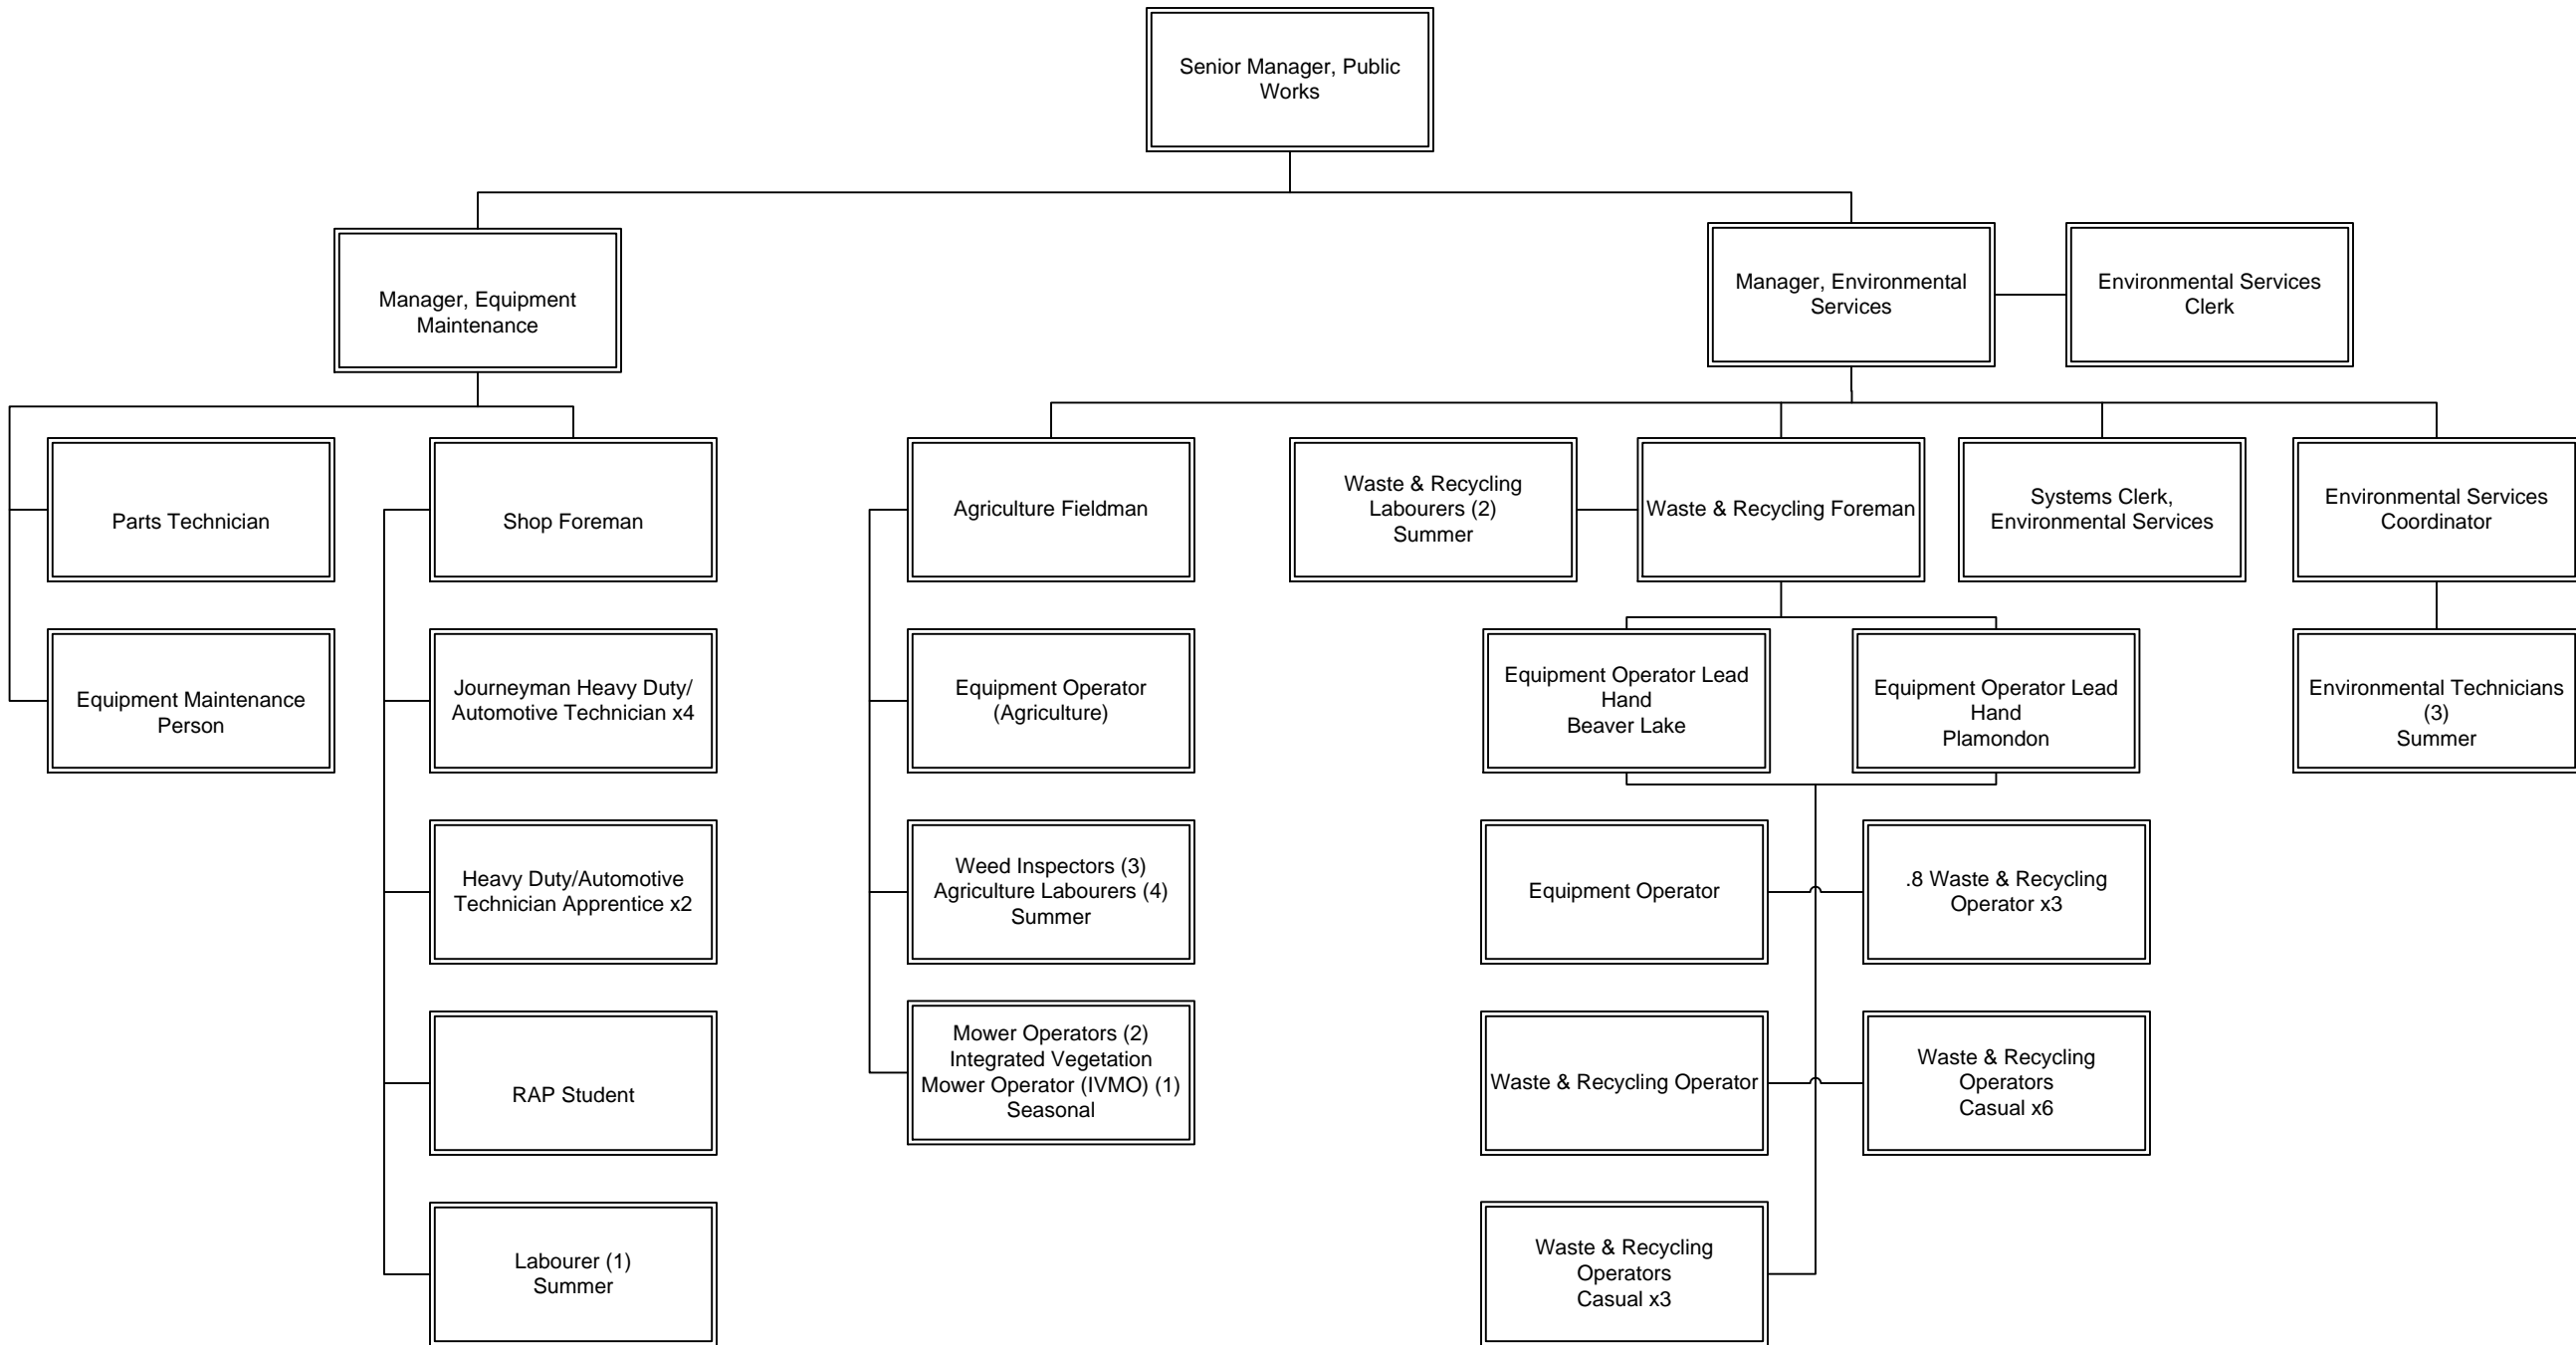 Senior Manager, Public
Works
Manager, Equipment
Maintenance
Manager, Environmental
Services
Environmental Services
Clerk
Parts Technician
Shop Foreman
Agriculture Fieldman
Waste & Recycling
Labourers (2)
Summer
Waste & Recycling Foreman
Systems Clerk,
Environmental Services
Environmental Services
Coordinator
Equipment Maintenance
Person
Journeyman Heavy Duty/
Automotive Technician x4
Equipment Operator
(Agriculture)
Equipment Operator Lead
Hand
Beaver Lake
Equipment Operator Lead
Hand
Plamondon
Environmental Technicians
(3)
Summer
Heavy Duty/Automotive
Technician Apprentice x2
Weed Inspectors (3)
Agriculture Labourers (4)
Summer
Equipment Operator
.8 Waste & Recycling
Operator x3
RAP Student
Mower Operators (2)
Integrated Vegetation
Mower Operator (IVMO) (1)
Seasonal
Waste & Recycling Operator
Waste & Recycling
Operators
Casual x6
Labourer (1)
Summer
Waste & Recycling
Operators
Casual x3